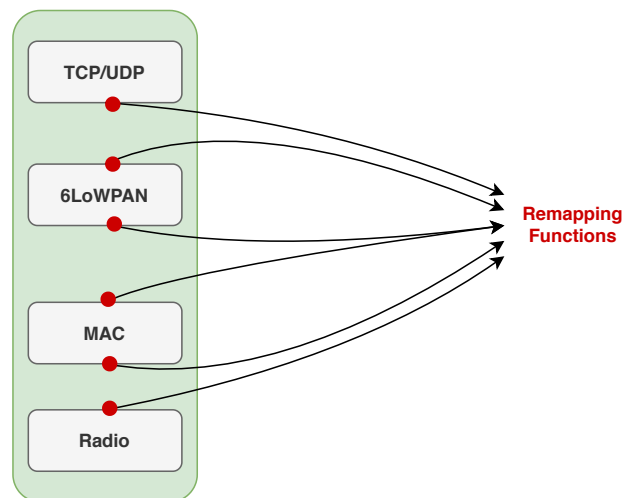 TCP/UDP
6LoWPAN
Remapping
Functions
MAC
Radio